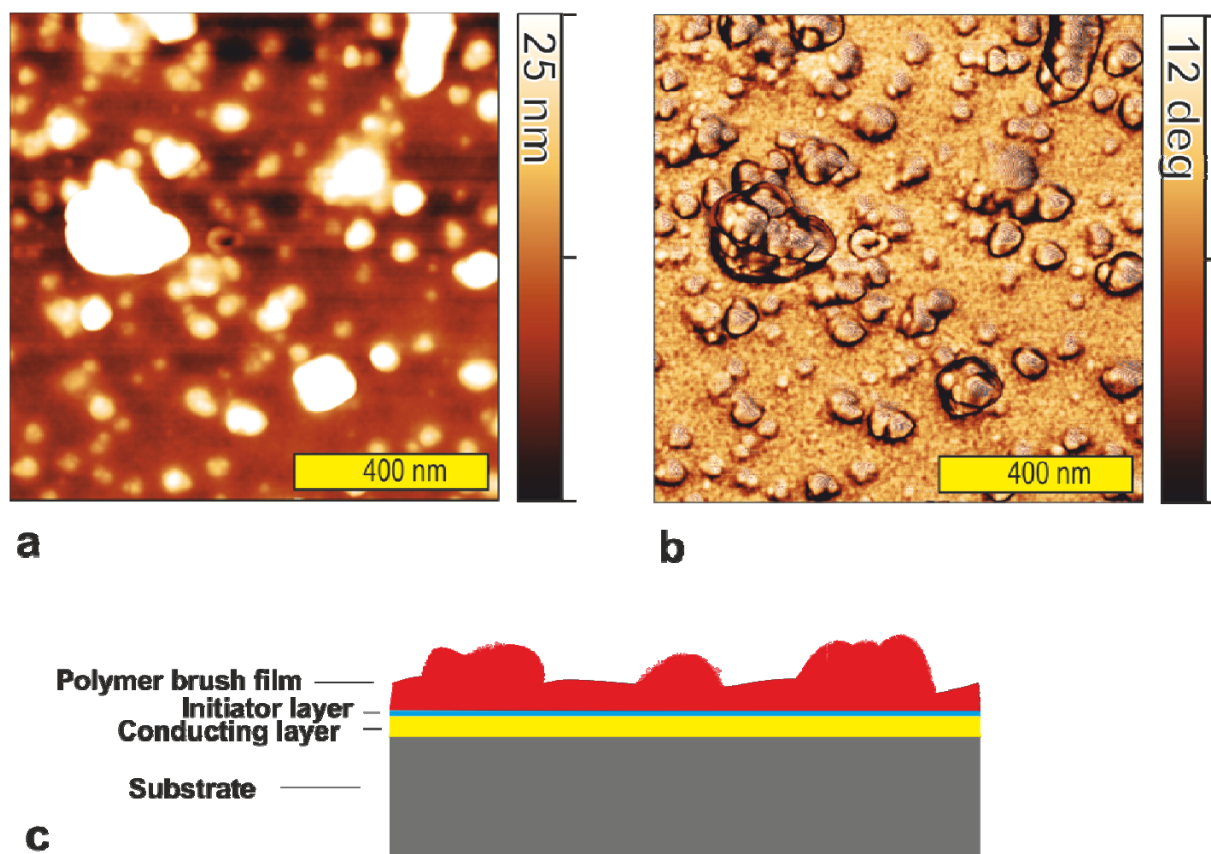 25 nm
400 nm
a
12 deg
400 nm
b
Polymer brush film
Initiator layer
Conducting layer
Substrate
c